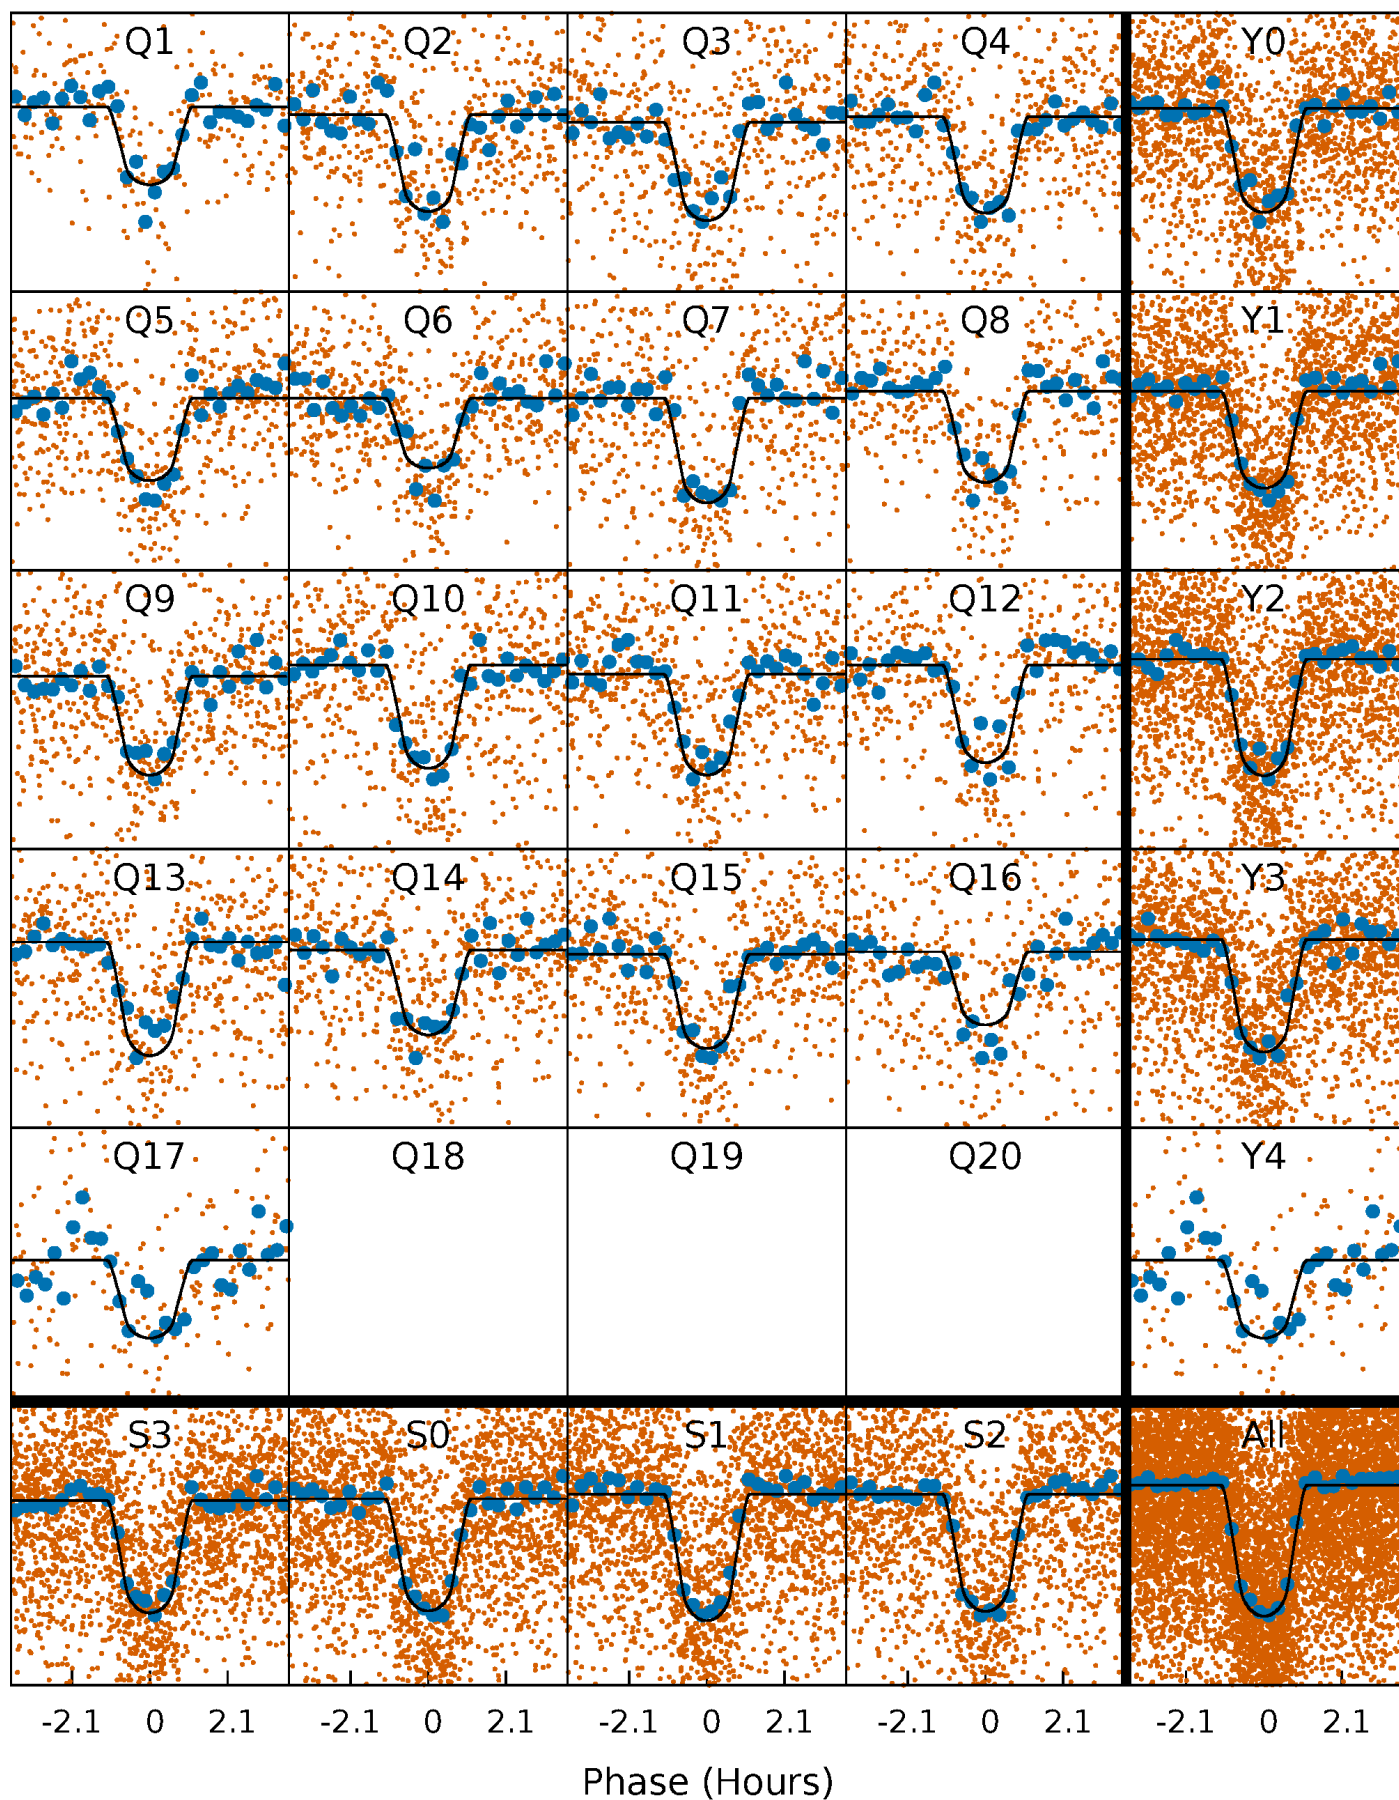 Q1 Q2 Q3 Q4 Y0
Q5 Q6 Q7 Q8 Y1
Q9 Q10 Q11 Q12 Y2
Q13 Q14 Q15 Q16 Y3
Q17 Q18 Q19 Q20 Y4
S3 S0 S1 S2 All
-2.1 0 2.1 -2.1 0 2.1 -2.1 0 2.1 -2.1 0 2.1 -2.1 0 2.1
Phase (Hours)